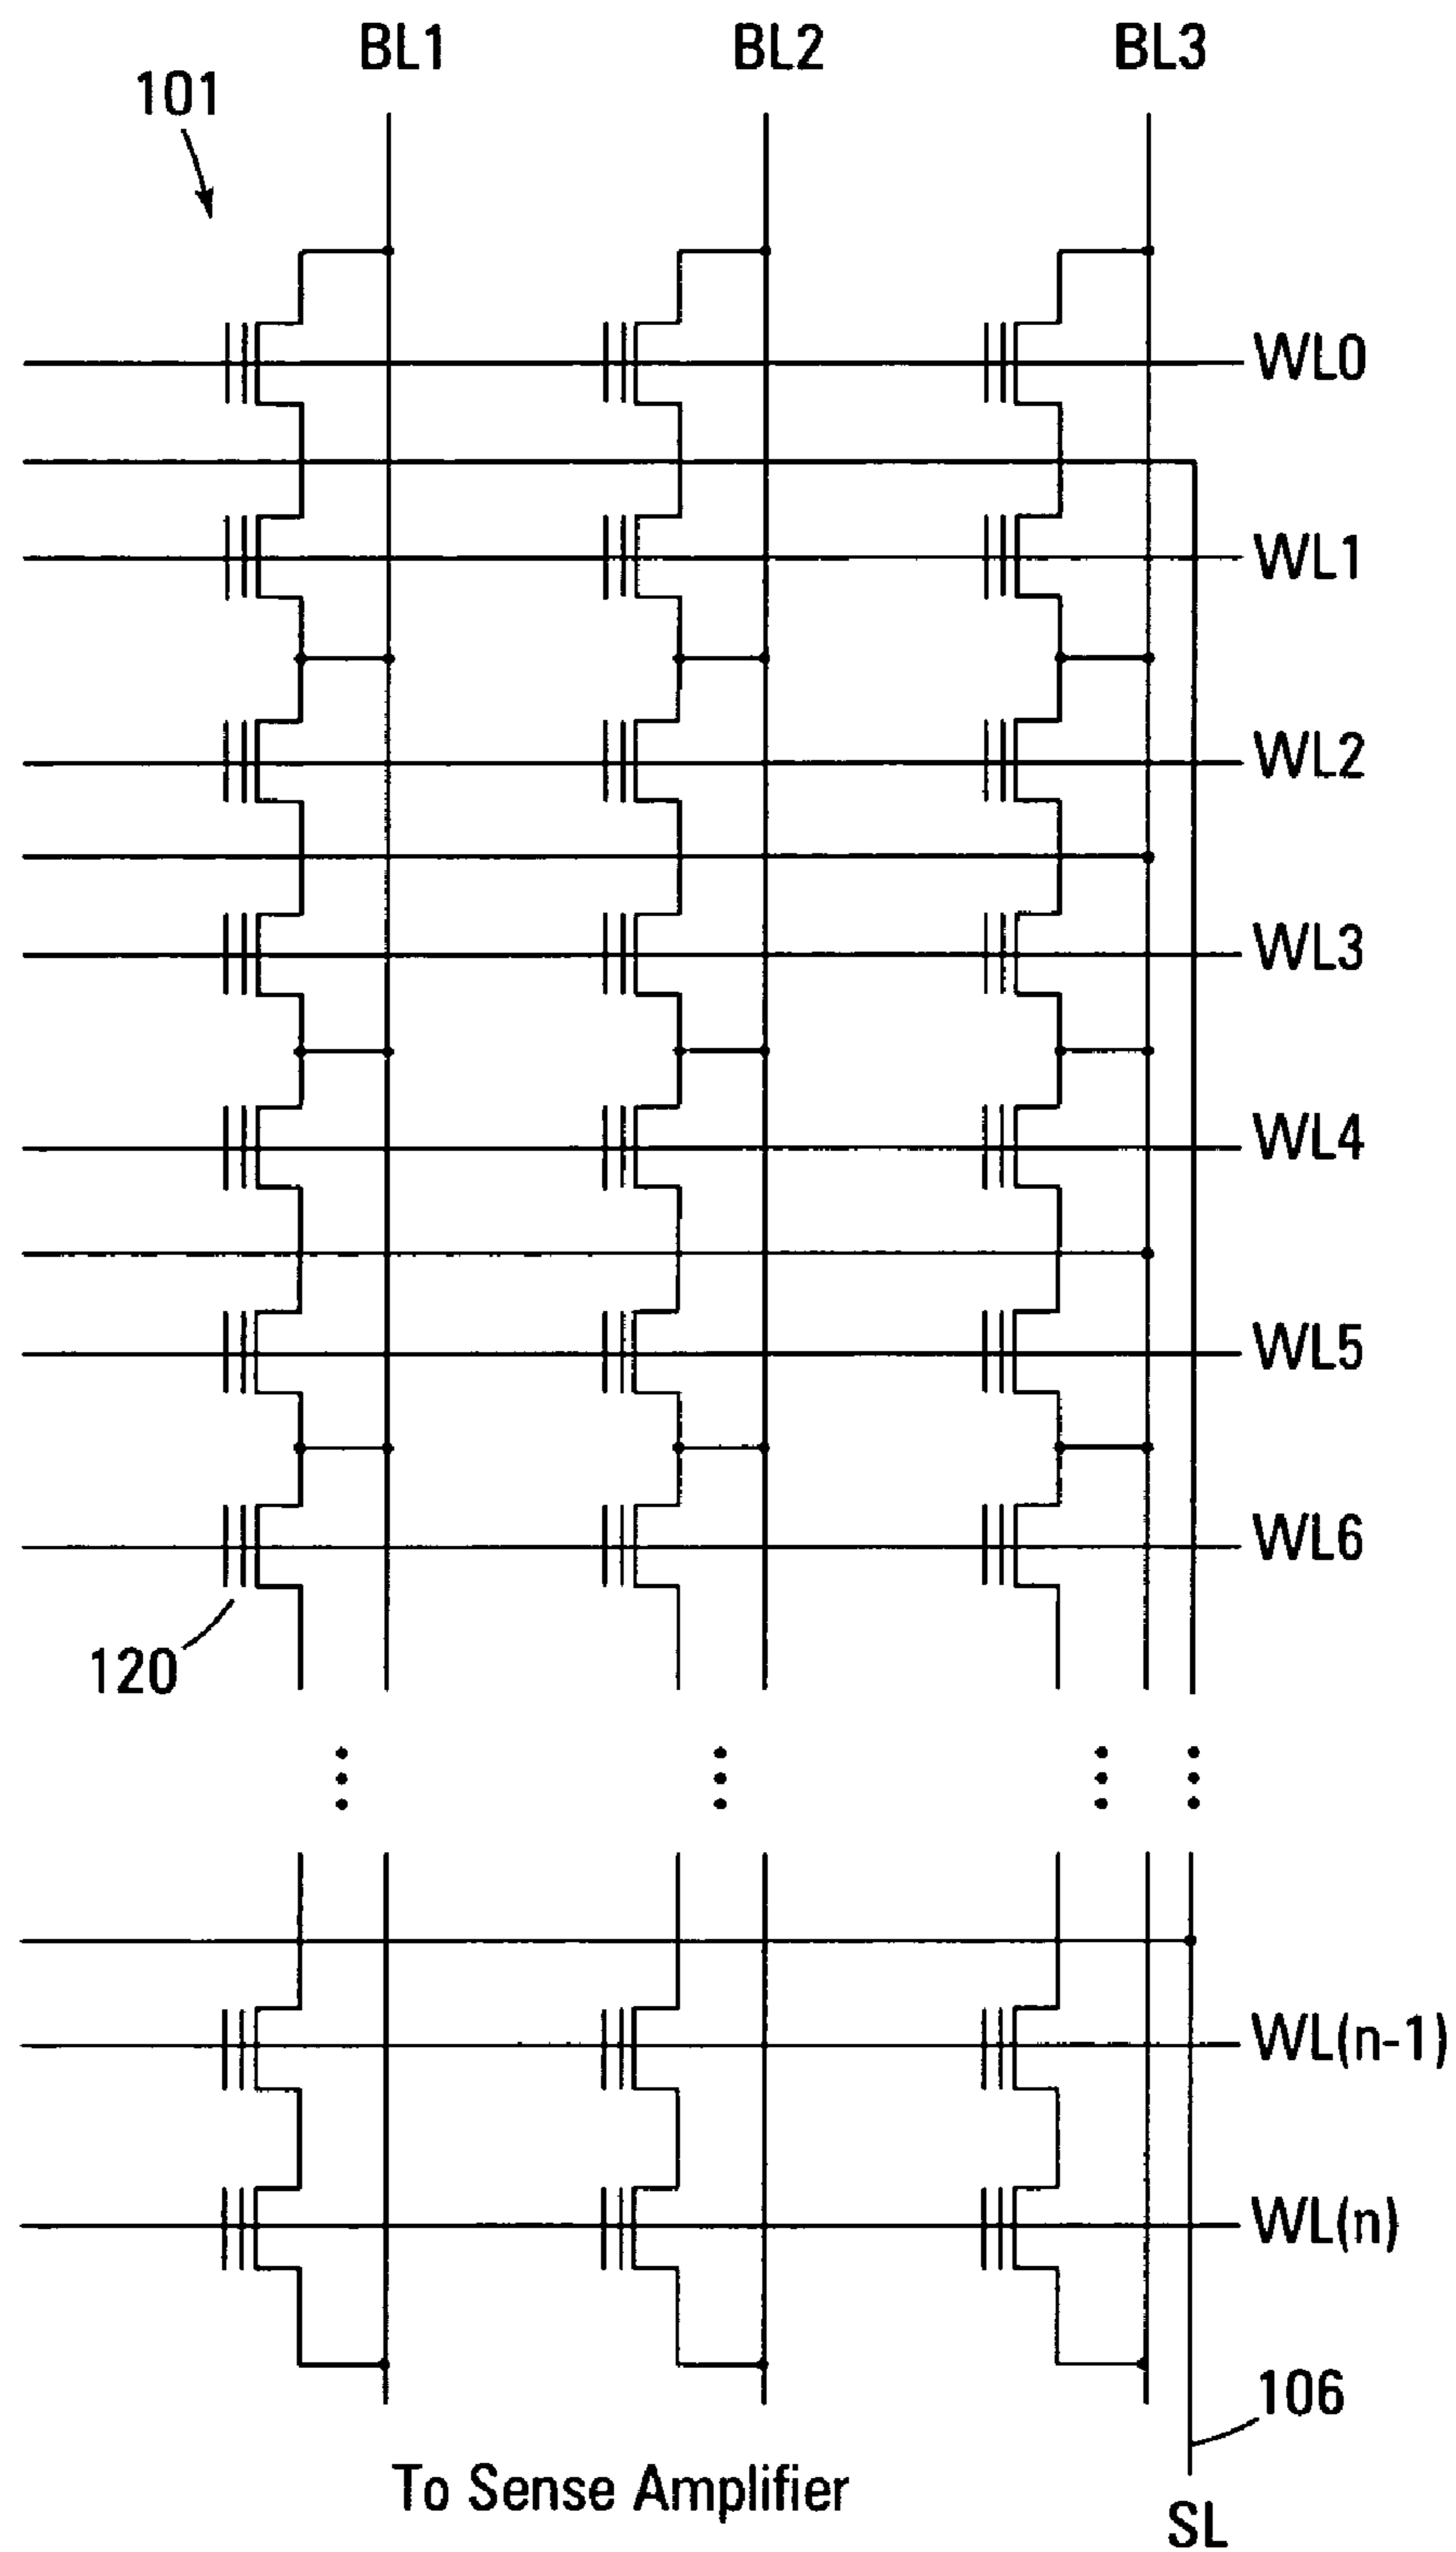 BL1 BL2 BL3
101
WL0
WL1
WL2
WL3
WL4
WL5
WL6
120
WL(n-1)
WL(n)
106
To Sense Amplifier
SL